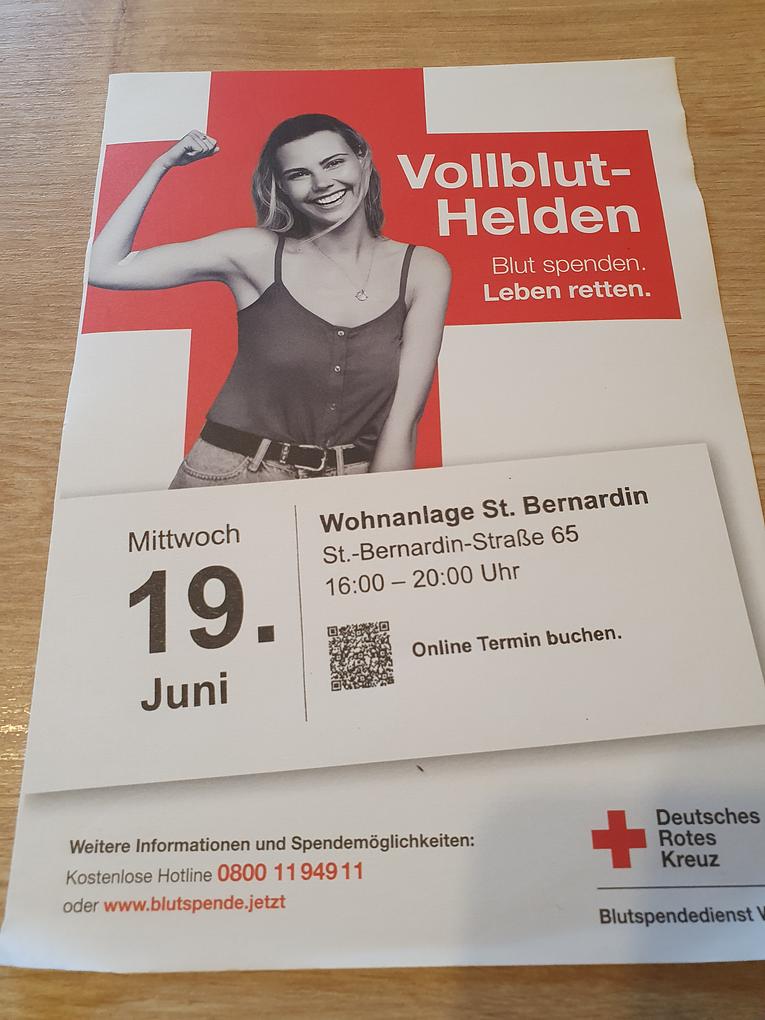 Vollblut-
Helden
Blut spenden.
Leben retten.
Mittwoch
19.
Juni
Wohnanlage St. Bernardin
St.-Bernardin-Straße 65
16:00 – 20:00 Uhr
Online Termin buchen.
Weitere Informationen und Spendemöglichkeiten:
Kostenlose Hotline 0800 11 949 11
oder www.blutspende.jetzt
Deutsches
Rotes
Kreuz
Blutspendedienst